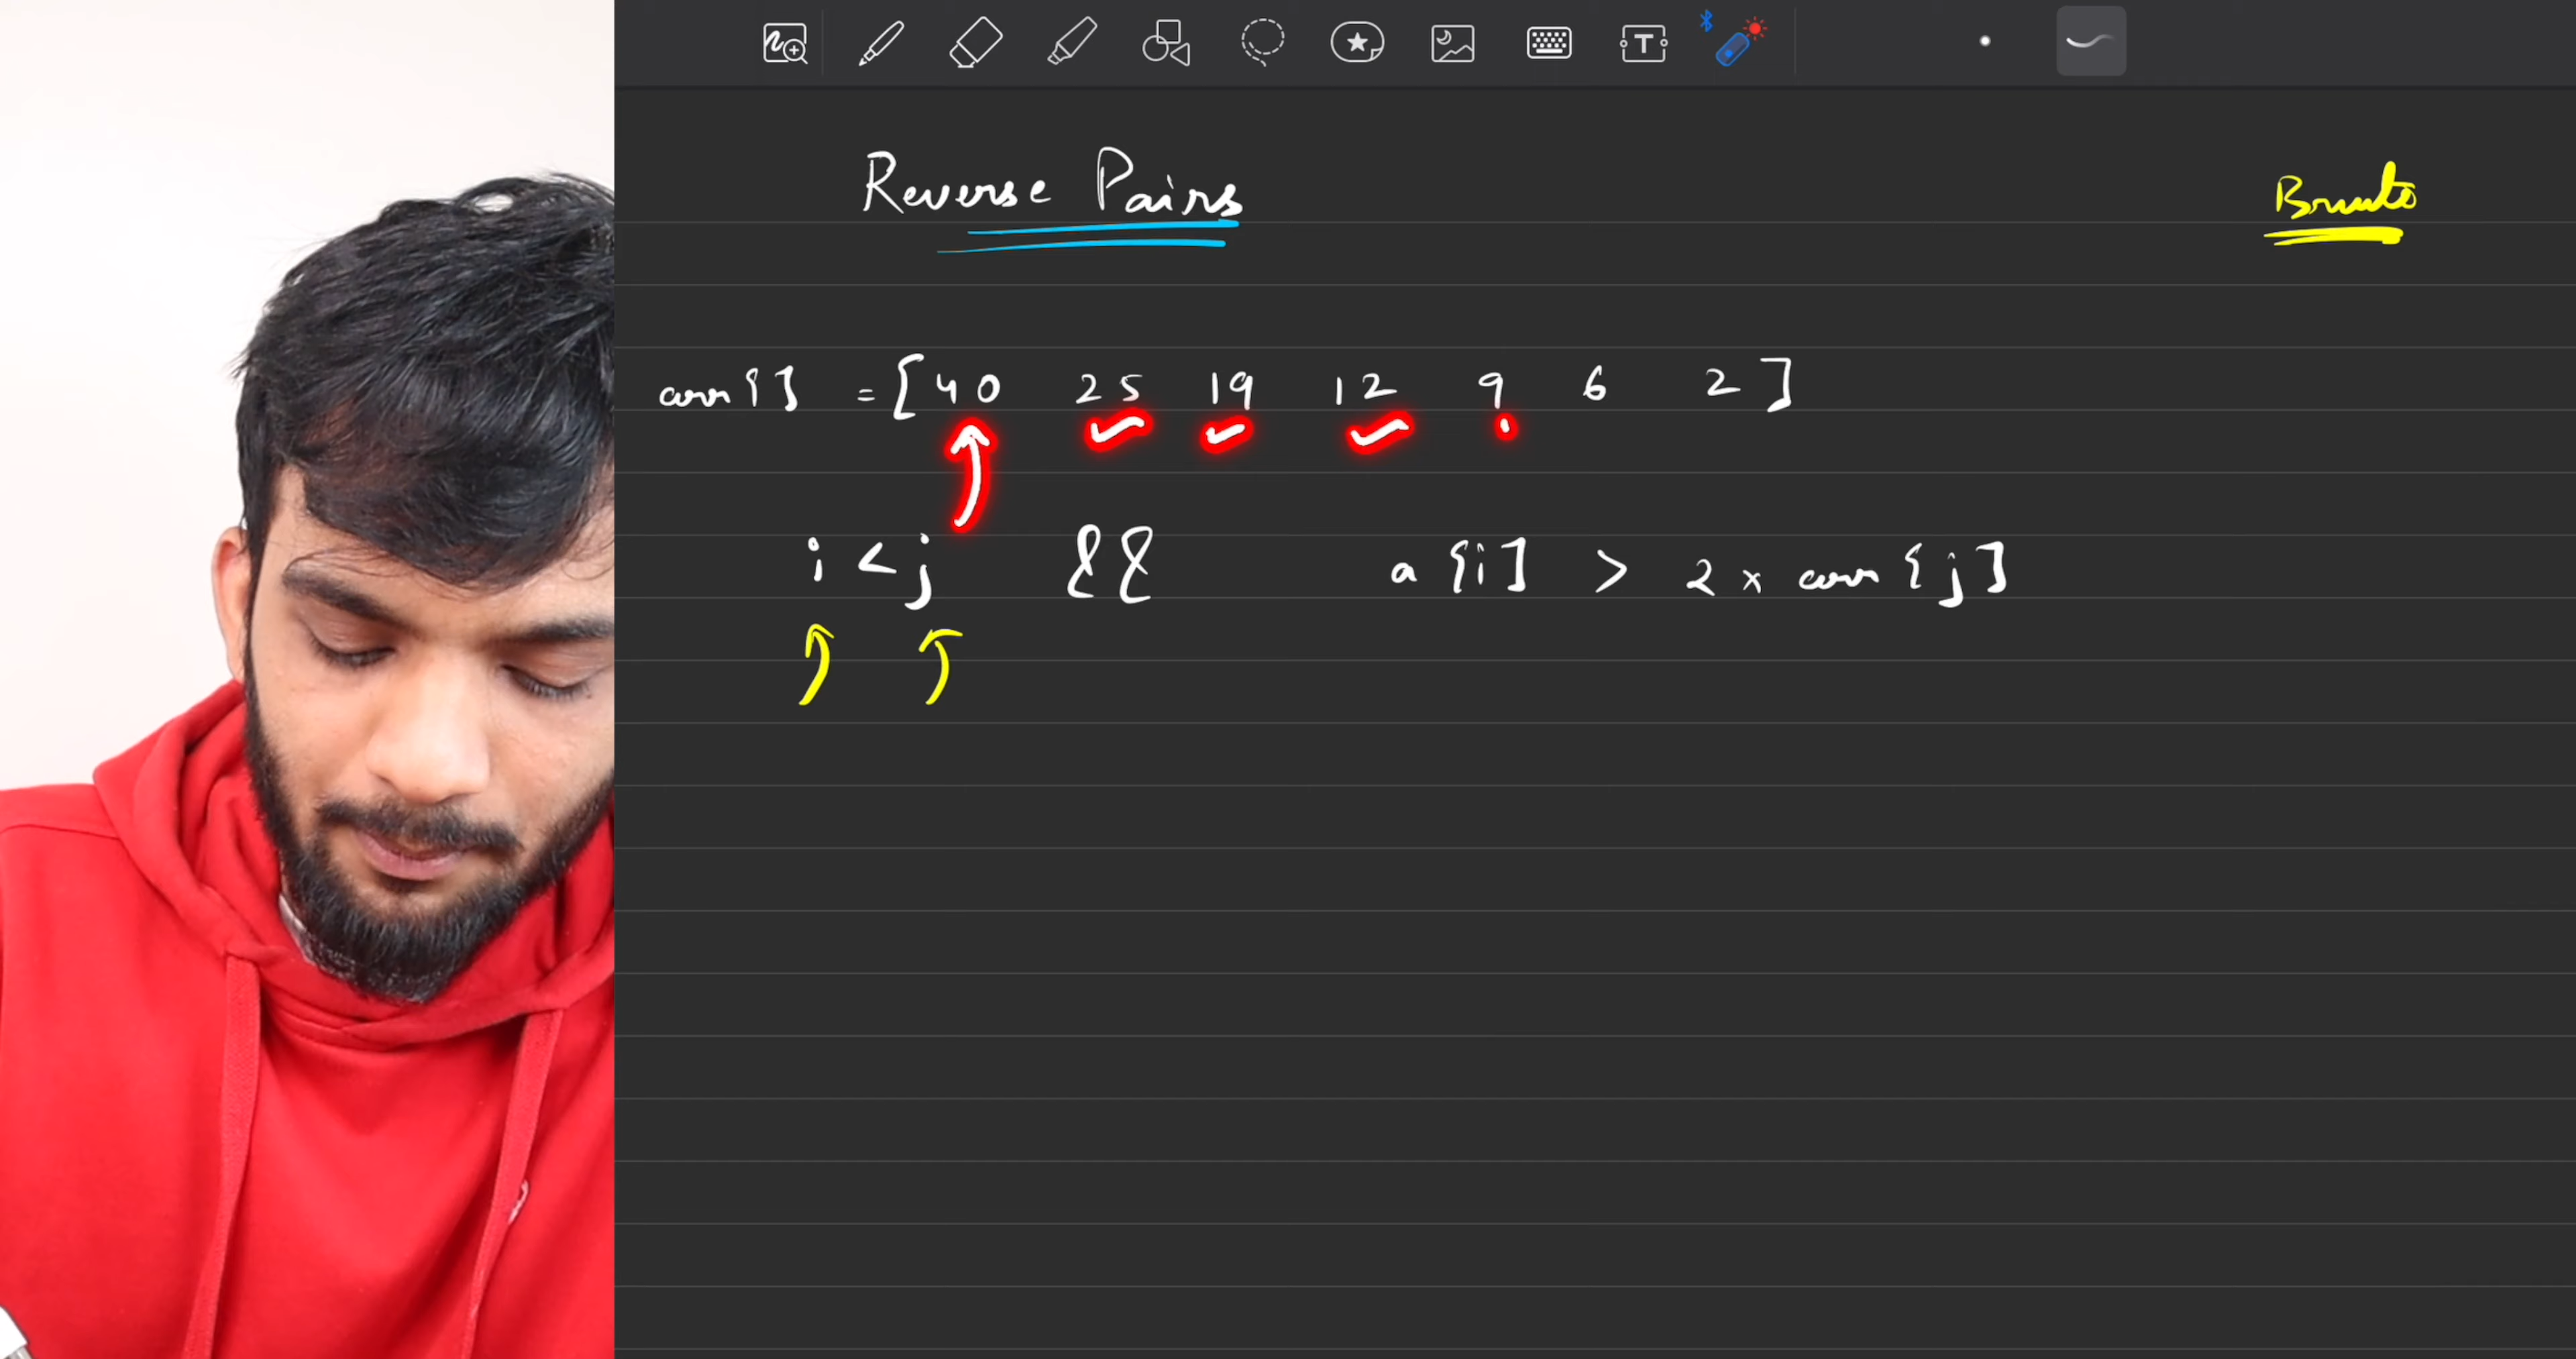 Reverse Pairs
Brute
arr[] = [40 25 19 12 9 6 2]
i < j && a[i] > 2 x arr[j]